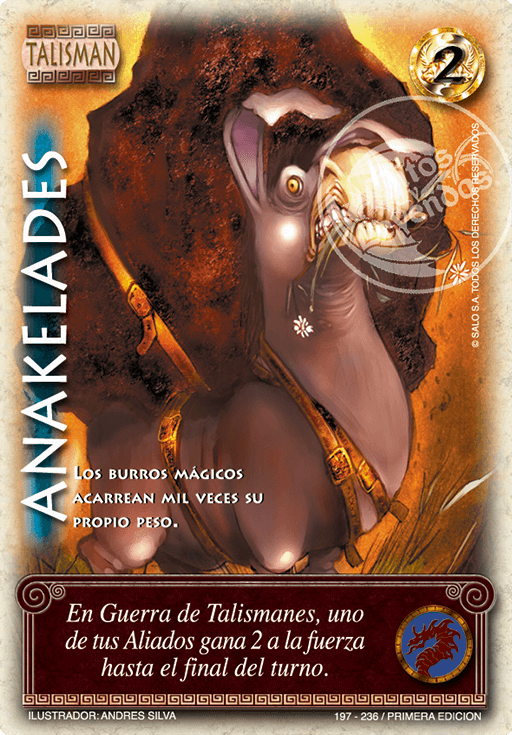 TALISMAN
2
ANAKELADES
© SALO S.A. TODOS LOS DERECHOS RESERVADOS
Los burros mágicos
acarrean mil veces su
propio peso.
En Guerra de Talismanes, uno
de tus Aliados gana 2 a la fuerza
hasta el final del turno.
ILUSTRADOR: ANDRES SILVA
197 - 236 / PRIMERA EDICION